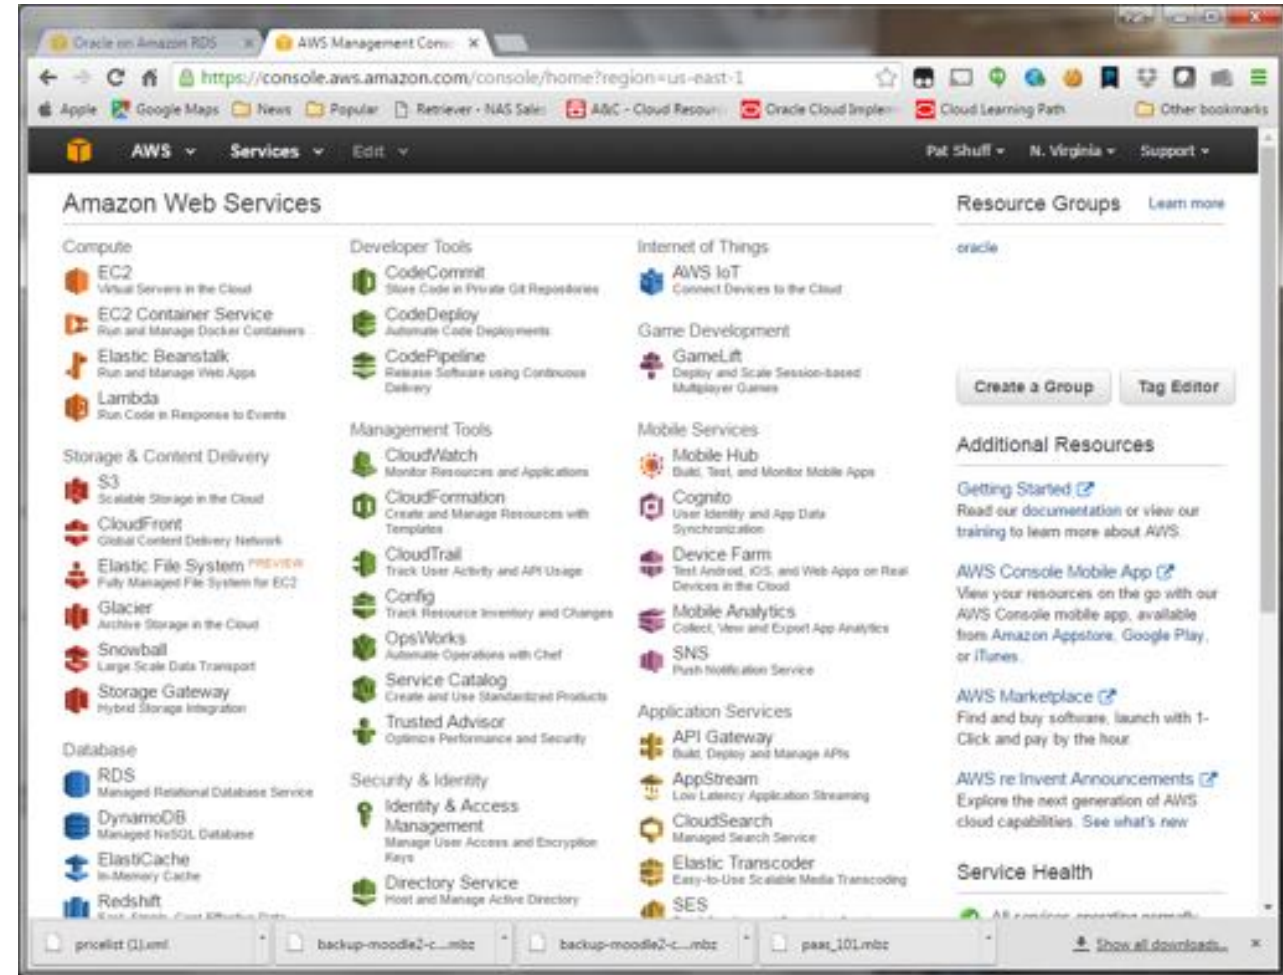 Oracle on Amazon RDS
AWS Management Cons
https://console.aws.amazon.com/console/home?region=us-east-1
Apple
Google Maps
News
Popular
Retriever - NAS Sales
A&C - Cloud Resour
Oracle Cloud Implem
Cloud Learning Path
Other bookmarks
AWS
Services
Edit
Pat Shuff
N. Virginia
Support
Amazon Web Services
Compute
EC2
Virtual Servers in the Cloud
EC2 Container Service
Run and Manage Docker Containers
Elastic Beanstalk
Run and Manage Web Apps
Lambda
Run Code in Response to Events
Storage & Content Delivery
S3
Scalable Storage in the Cloud
CloudFront
Global Content Delivery Network
Elastic File System PREVIEW
Fully Managed File System for EC2
Glacier
Archive Storage in the Cloud
Snowball
Large Scale Data Transport
Storage Gateway
Hybrid Storage Integration
Database
RDS
Managed Relational Database Service
DynamoDB
Managed NoSQL Database
ElastiCache
In-Memory Cache
Redshift
Developer Tools
CodeCommit
Store Code in Private Git Repositories
CodeDeploy
Automate Code Deployments
CodePipeline
Release Software using Continuous
Delivery
Management Tools
CloudWatch
Monitor Resources and Applications
CloudFormation
Create and Manage Resources with
Templates
CloudTrail
Track User Activity and API Usage
Config
Track Resource Inventory and Changes
OpsWorks
Automate Operations with Chef
Service Catalog
Create and Use Standardized Products
Trusted Advisor
Optimize Performance and Security
Security & Identity
Identity & Access
Management
Manage User Access and Encryption
Keys
Directory Service
Host and Manage Active Directory
Internet of Things
AWS IoT
Connect Devices to the Cloud
Game Development
GameLift
Deploy and Scale Session-based
Multiplayer Games
Mobile Services
Mobile Hub
Build, Test, and Monitor Mobile Apps
Cognito
User Identity and App Data
Synchronization
Device Farm
Test Android, iOS, and Web Apps on Real
Devices in the Cloud
Mobile Analytics
Collect, View and Export App Analytics
SNS
Push Notification Service
Application Services
API Gateway
Build, Deploy and Manage APIs
AppStream
Low Latency Application Streaming
CloudSearch
Managed Search Service
Elastic Transcoder
Easy-to-Use Scalable Media Transcoding
SES
Resource Groups
Learn more
oracle
Create a Group
Tag Editor
Additional Resources
Getting Started
Read our documentation or view our
training to learn more about AWS.
AWS Console Mobile App
View your resources on the go with our
AWS Console mobile app, available
from Amazon Appstore, Google Play,
or iTunes.
AWS Marketplace
Find and buy software, launch with 1-
Click and pay by the hour.
AWS re:Invent Announcements
Explore the next generation of AWS
cloud capabilities. See what's new
Service Health
All services operating normally
pricelist (1).xml
backup-moodle2-c....mbz
backup-moodle2-c....mbz
paas_101.mbz
Show all downloads...